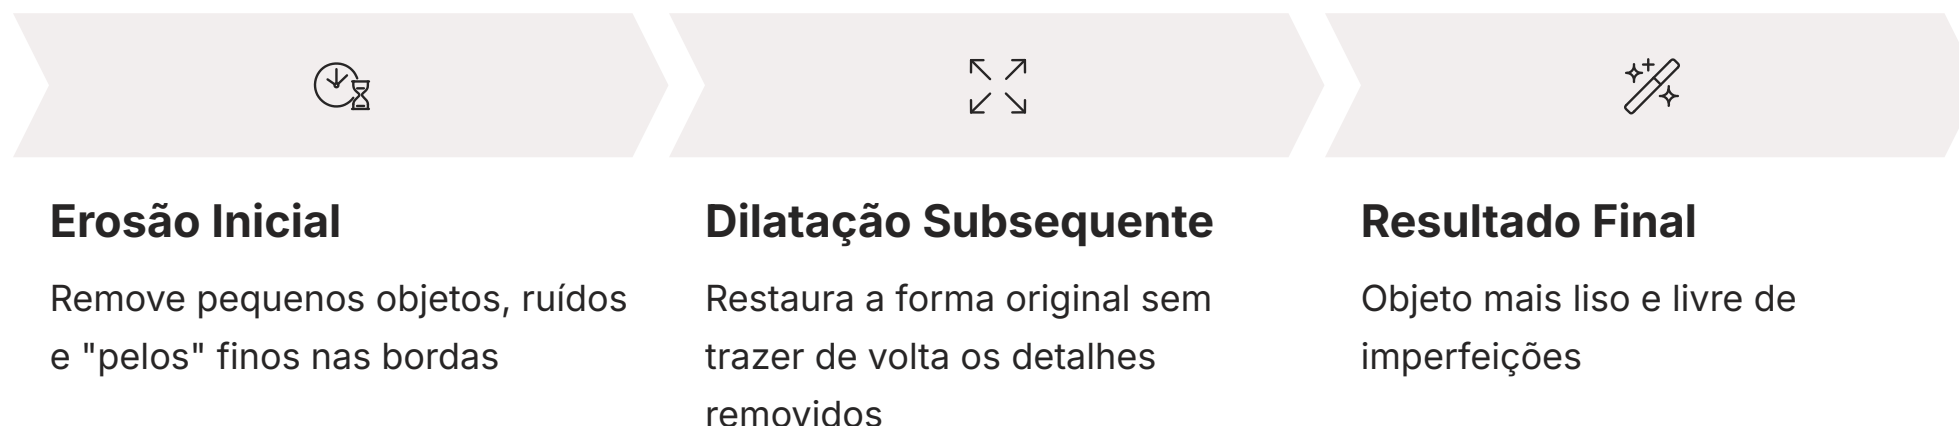 Erosão Inicial
Remove pequenos objetos, ruídos
e "pelos" finos nas bordas
Dilatação Subsequente
Restaura a forma original sem
trazer de volta os detalhes
removidos
Resultado Final
Objeto mais liso e livre de
imperfeições